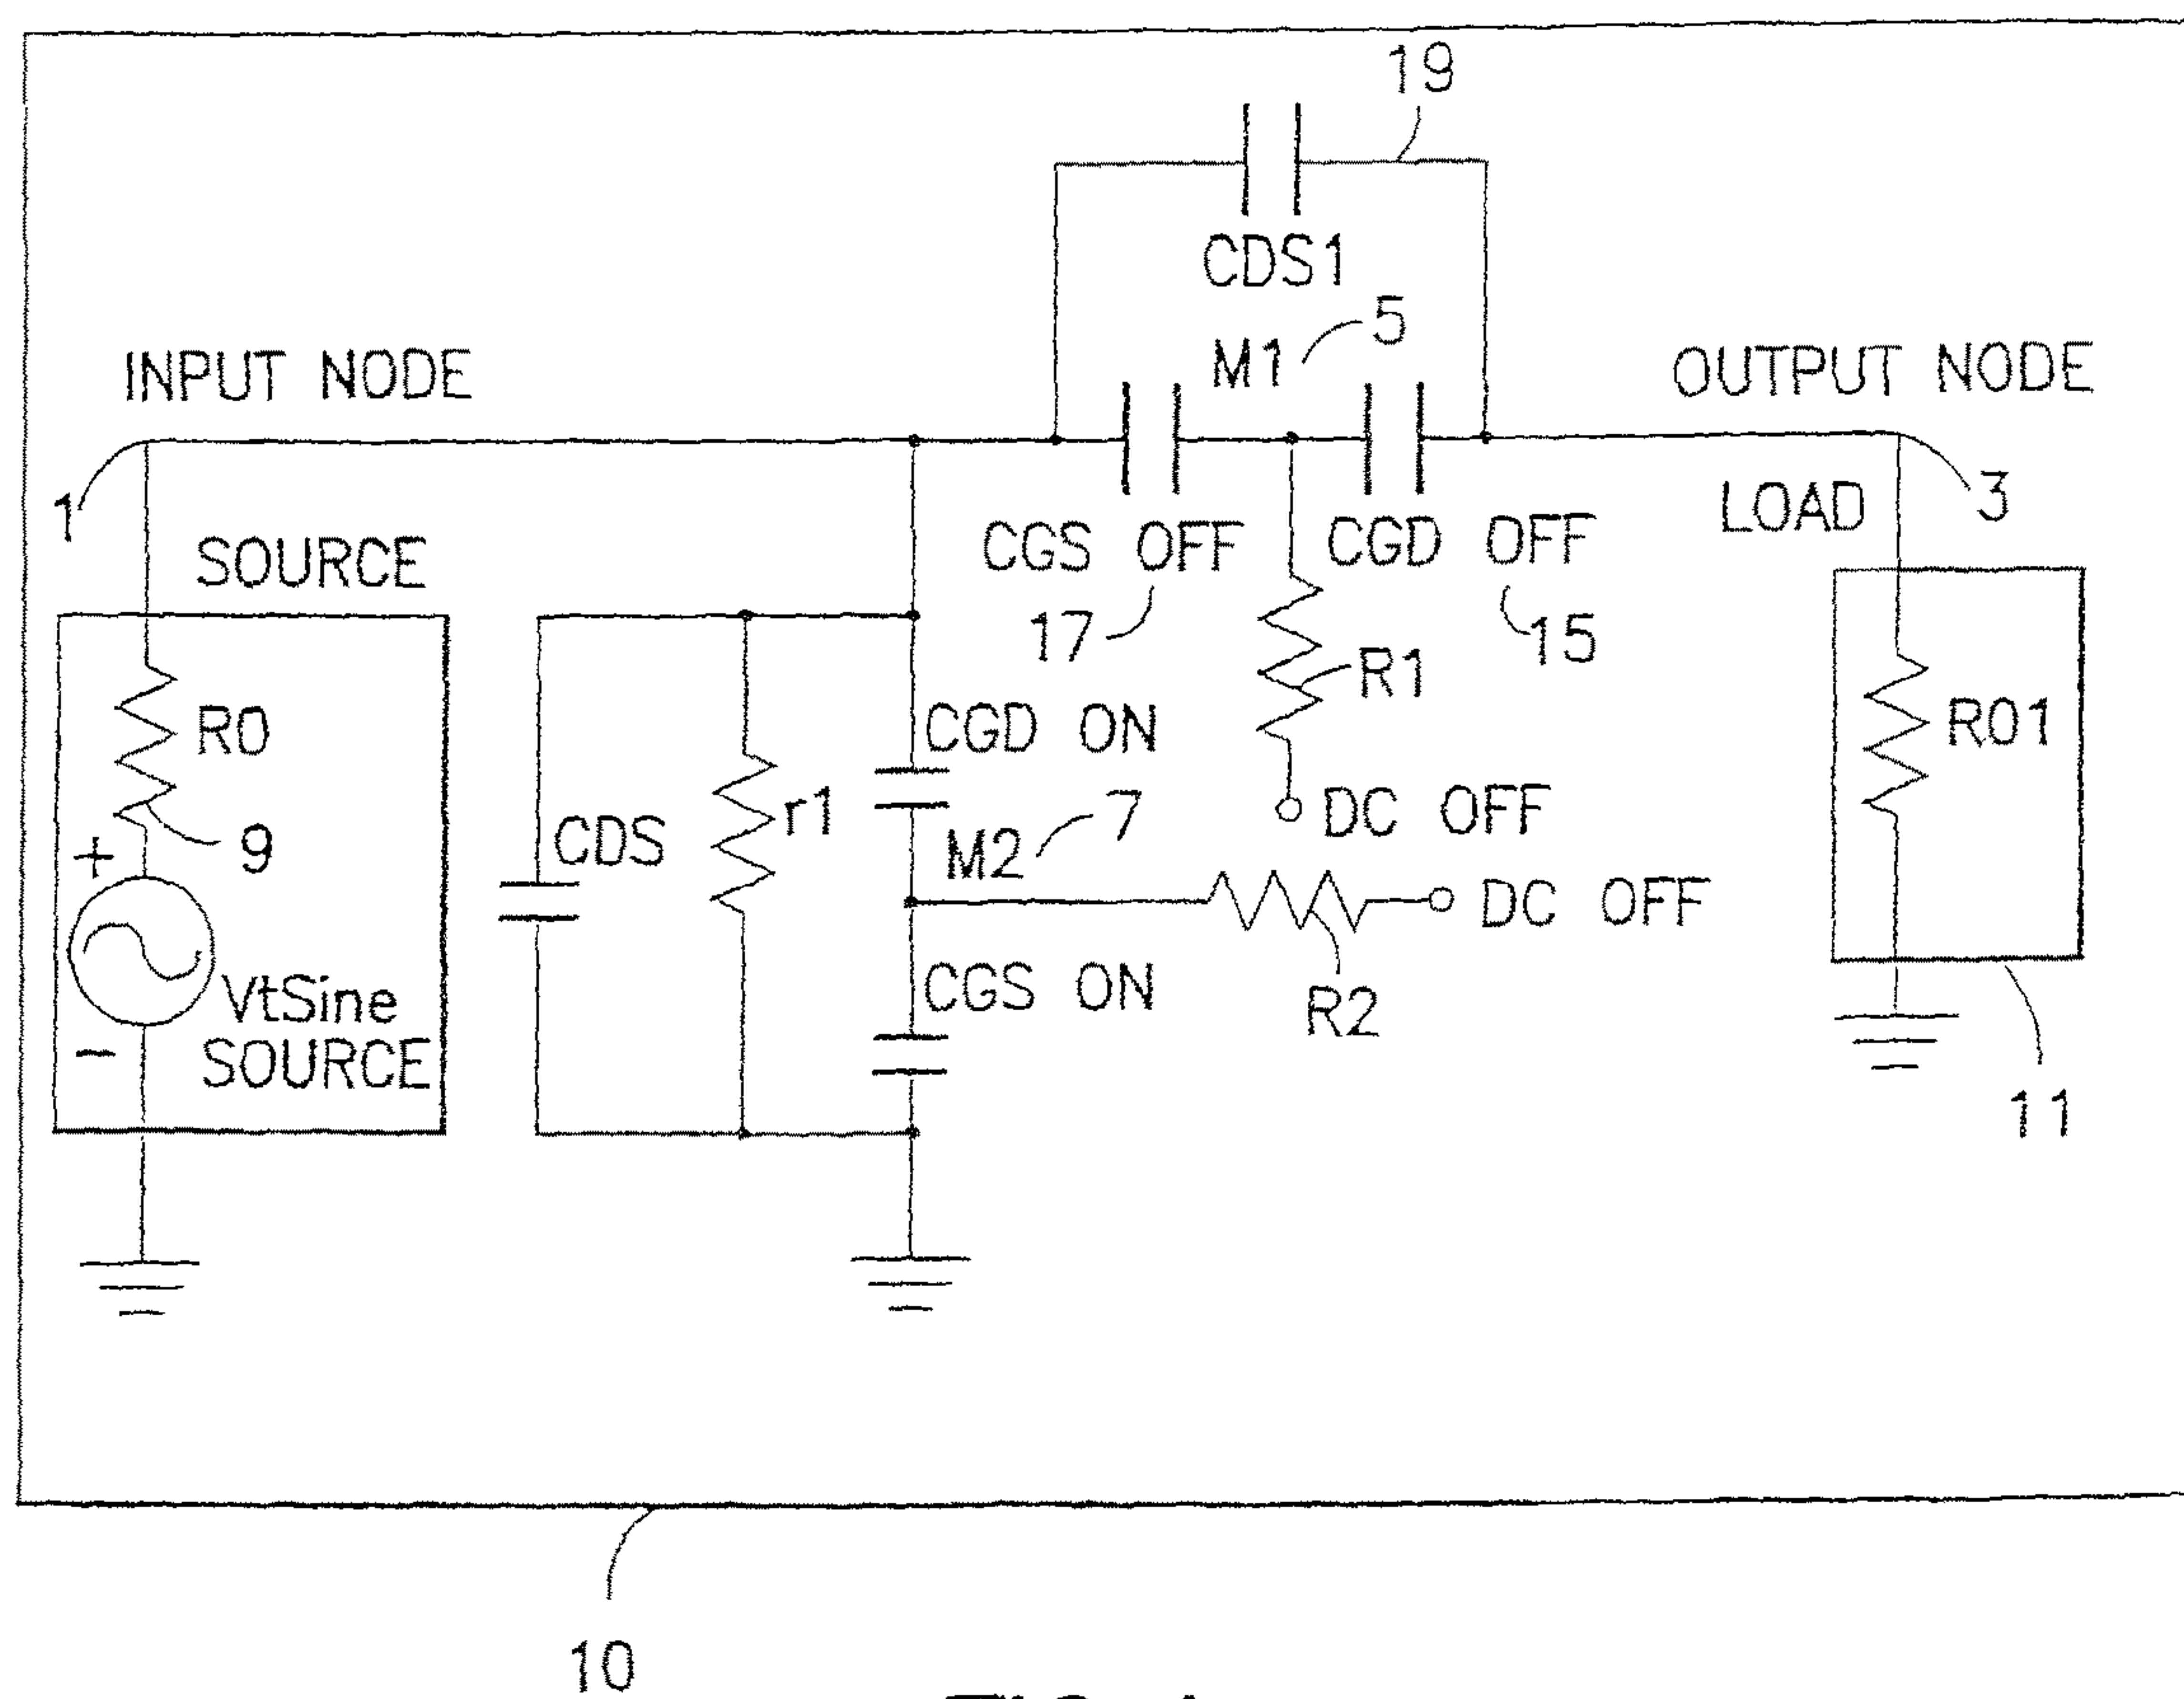 19
CDS1
M1 5
INPUT NODE
OUTPUT NODE
1
3
LOAD
SOURCE
CGS OFF
CGD OFF
17
15
R1
R0
R01
CGD ON
9
+
CDS
r1
M2 7
DC OFF
DC OFF
VtSine
SOURCE
-
CGS ON
R2
11
10